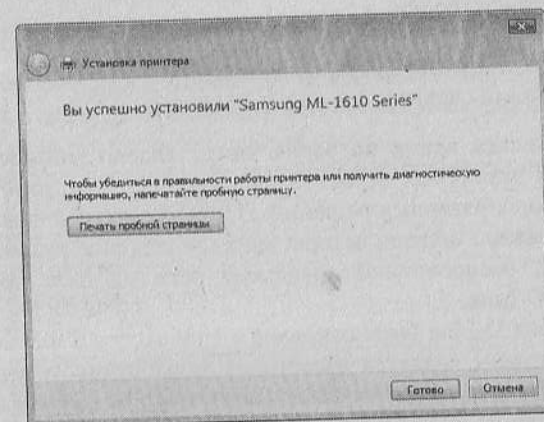 Установка принтера
Вы успешно установили "Samsung ML-1610 Series"
Чтобы убедиться в правильности работы принтера или получить диагностическую
информацию, напечатайте пробную страницу.
Печать пробной страницы
Готово
Отмена